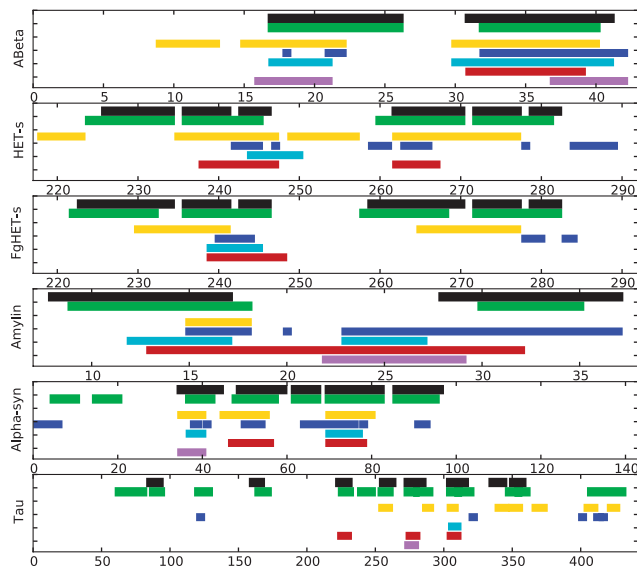 ABeta
0 5 10 15 20 25 30 35 40
HET-s
220 230 240 250 260 270 280 290
FgHET-s
220 230 240 250 260 270 280 290
Amylin
10 15 20 25 30 35
Alpha-syn
0 20 40 60 80 100 120 140
Tau
0 50 100 150 200 250 300 350 400